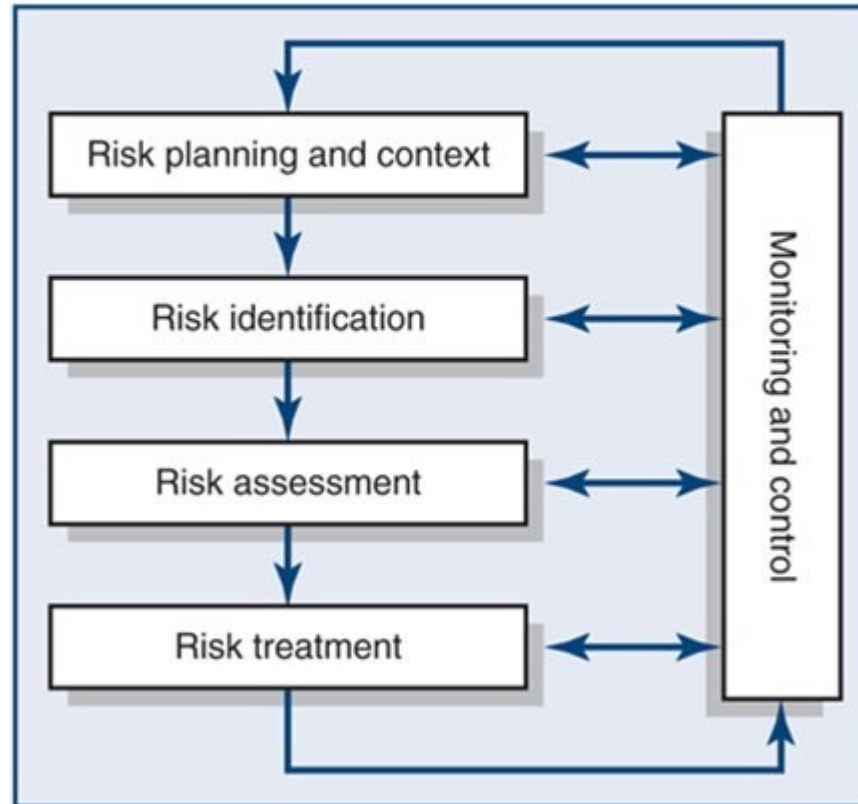 Risk planning and context
Risk identification
Risk assessment
Risk treatment
Monitoring and control